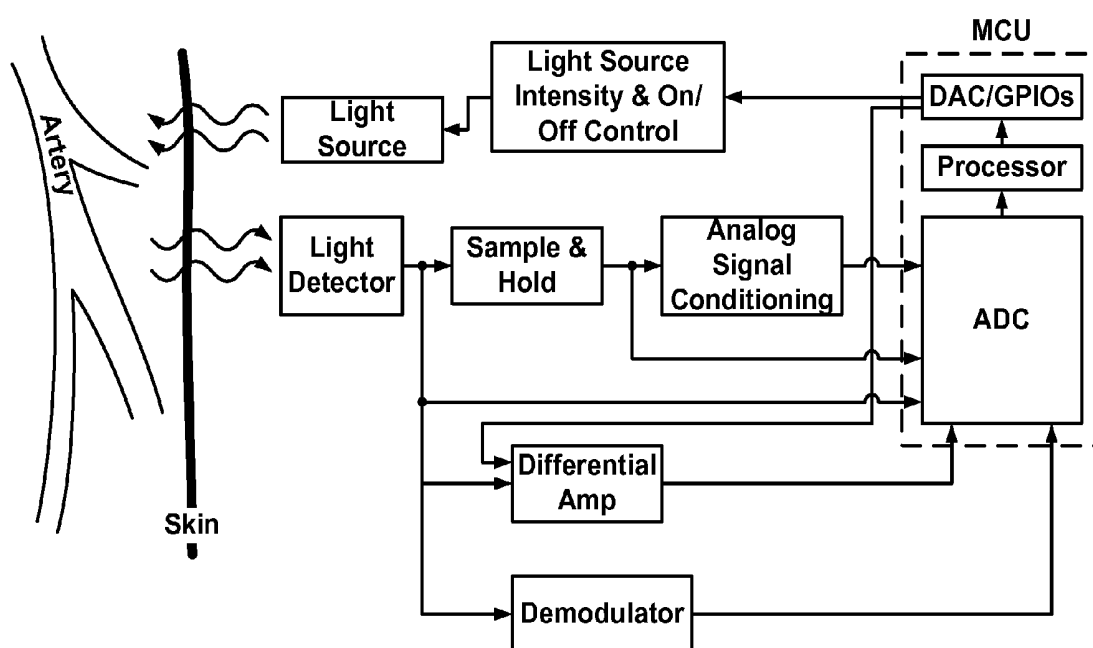 MCU
Light Source
Intensity & On/
Off Control
DAC/GPIOs
Light
Source
Artery
Processor
Light
Detector
Sample &
Hold
Analog
Signal
Conditioning
ADC
Differential
Amp
Skin
Demodulator